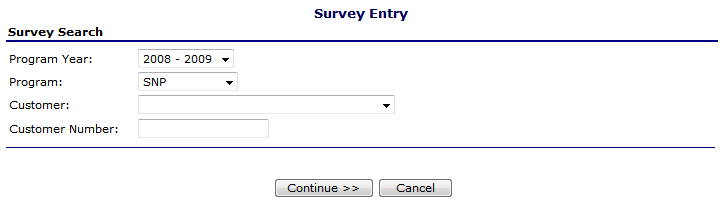 Survey Entry
Survey Search
Program Year: 2008 - 2009
Program: SNP
Customer:
Customer Number:
Continue >> Cancel